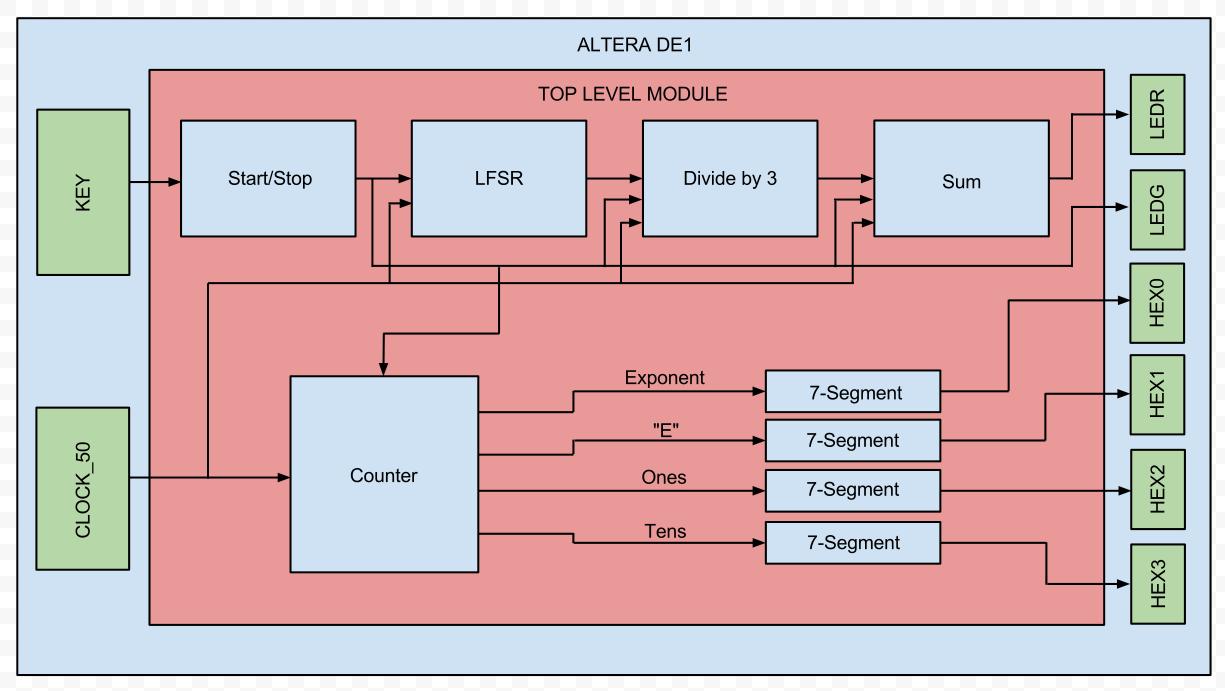 ALTERA DE1
TOP LEVEL MODULE
KEY
Start/Stop
LFSR
Divide by 3
Sum
LEDR
LEDG
HEX0
HEX1
HEX2
HEX3
CLOCK_50
Counter
Exponent
7-Segment
"E"
7-Segment
Ones
7-Segment
Tens
7-Segment